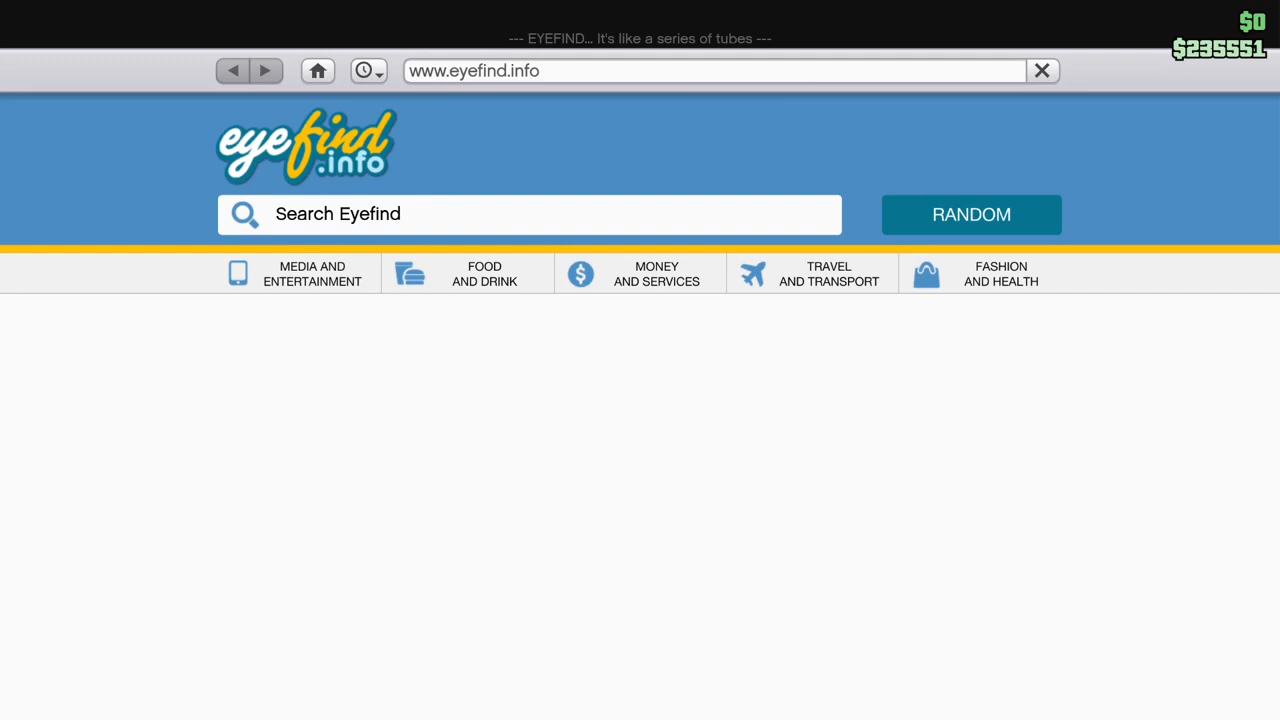 $0
--- EYEFIND... It's like a series of tubes ---
$235551
www.eyefind.info
eyefind
.info
Search Eyefind
RANDOM
MEDIA AND
ENTERTAINMENT
FOOD
AND DRINK
MONEY
AND SERVICES
TRAVEL
AND TRANSPORT
FASHION
AND HEALTH